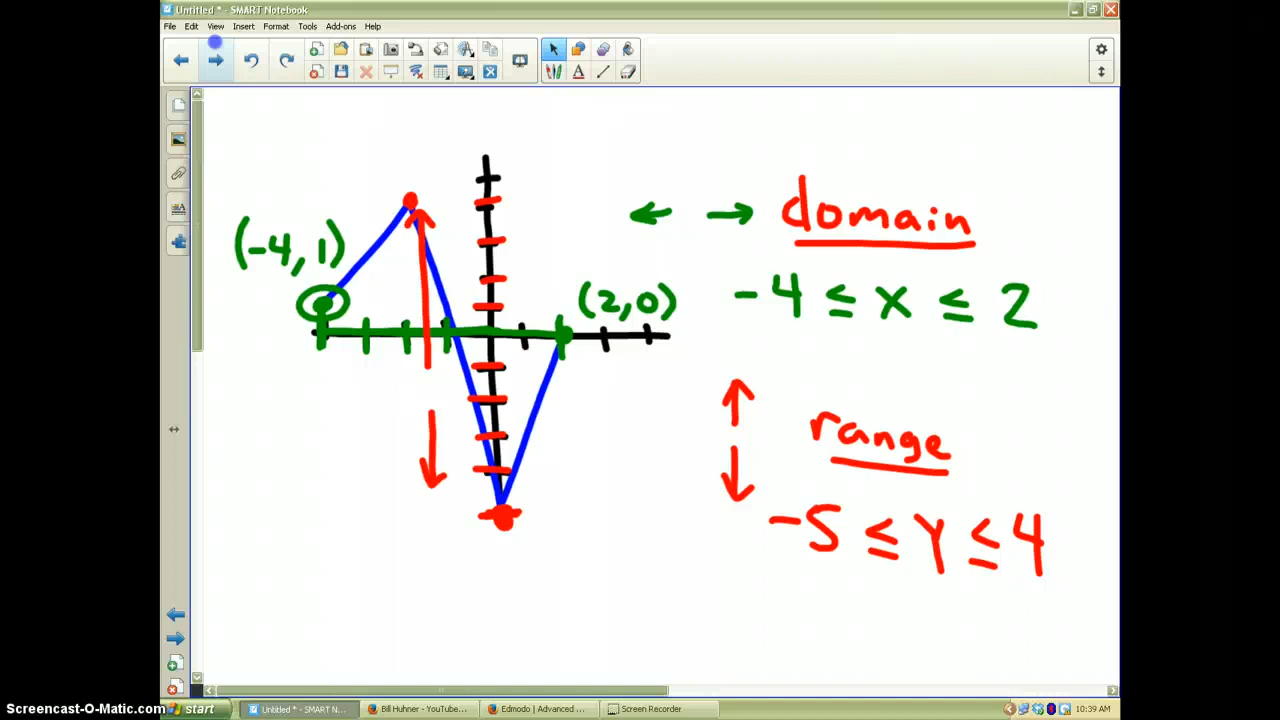 Untitled * - SMART Notebook
File Edit View Insert Format Tools Add-ons Help
domain
(-4, 1)
(2, 0)
-4 ≤ x ≤ 2
range
-5 ≤ y ≤ 4
Screencast-O-Matic.com
start
Untitled * - SMART N...
Bill Huhner - YouTube...
Edmodo | Advanced ...
Screen Recorder
10:39 AM